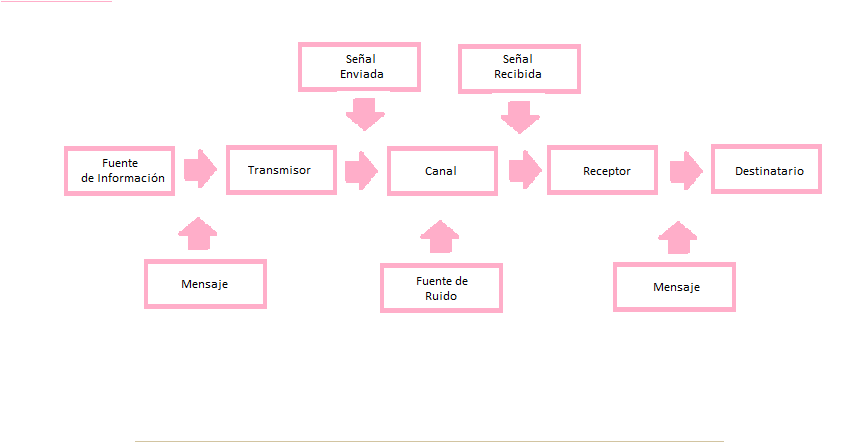 Señal
Enviada
Señal
Recibida
Fuente
de Información
Transmisor
Canal
Receptor
Destinatario
Mensaje
Fuente de
Ruido
Mensaje